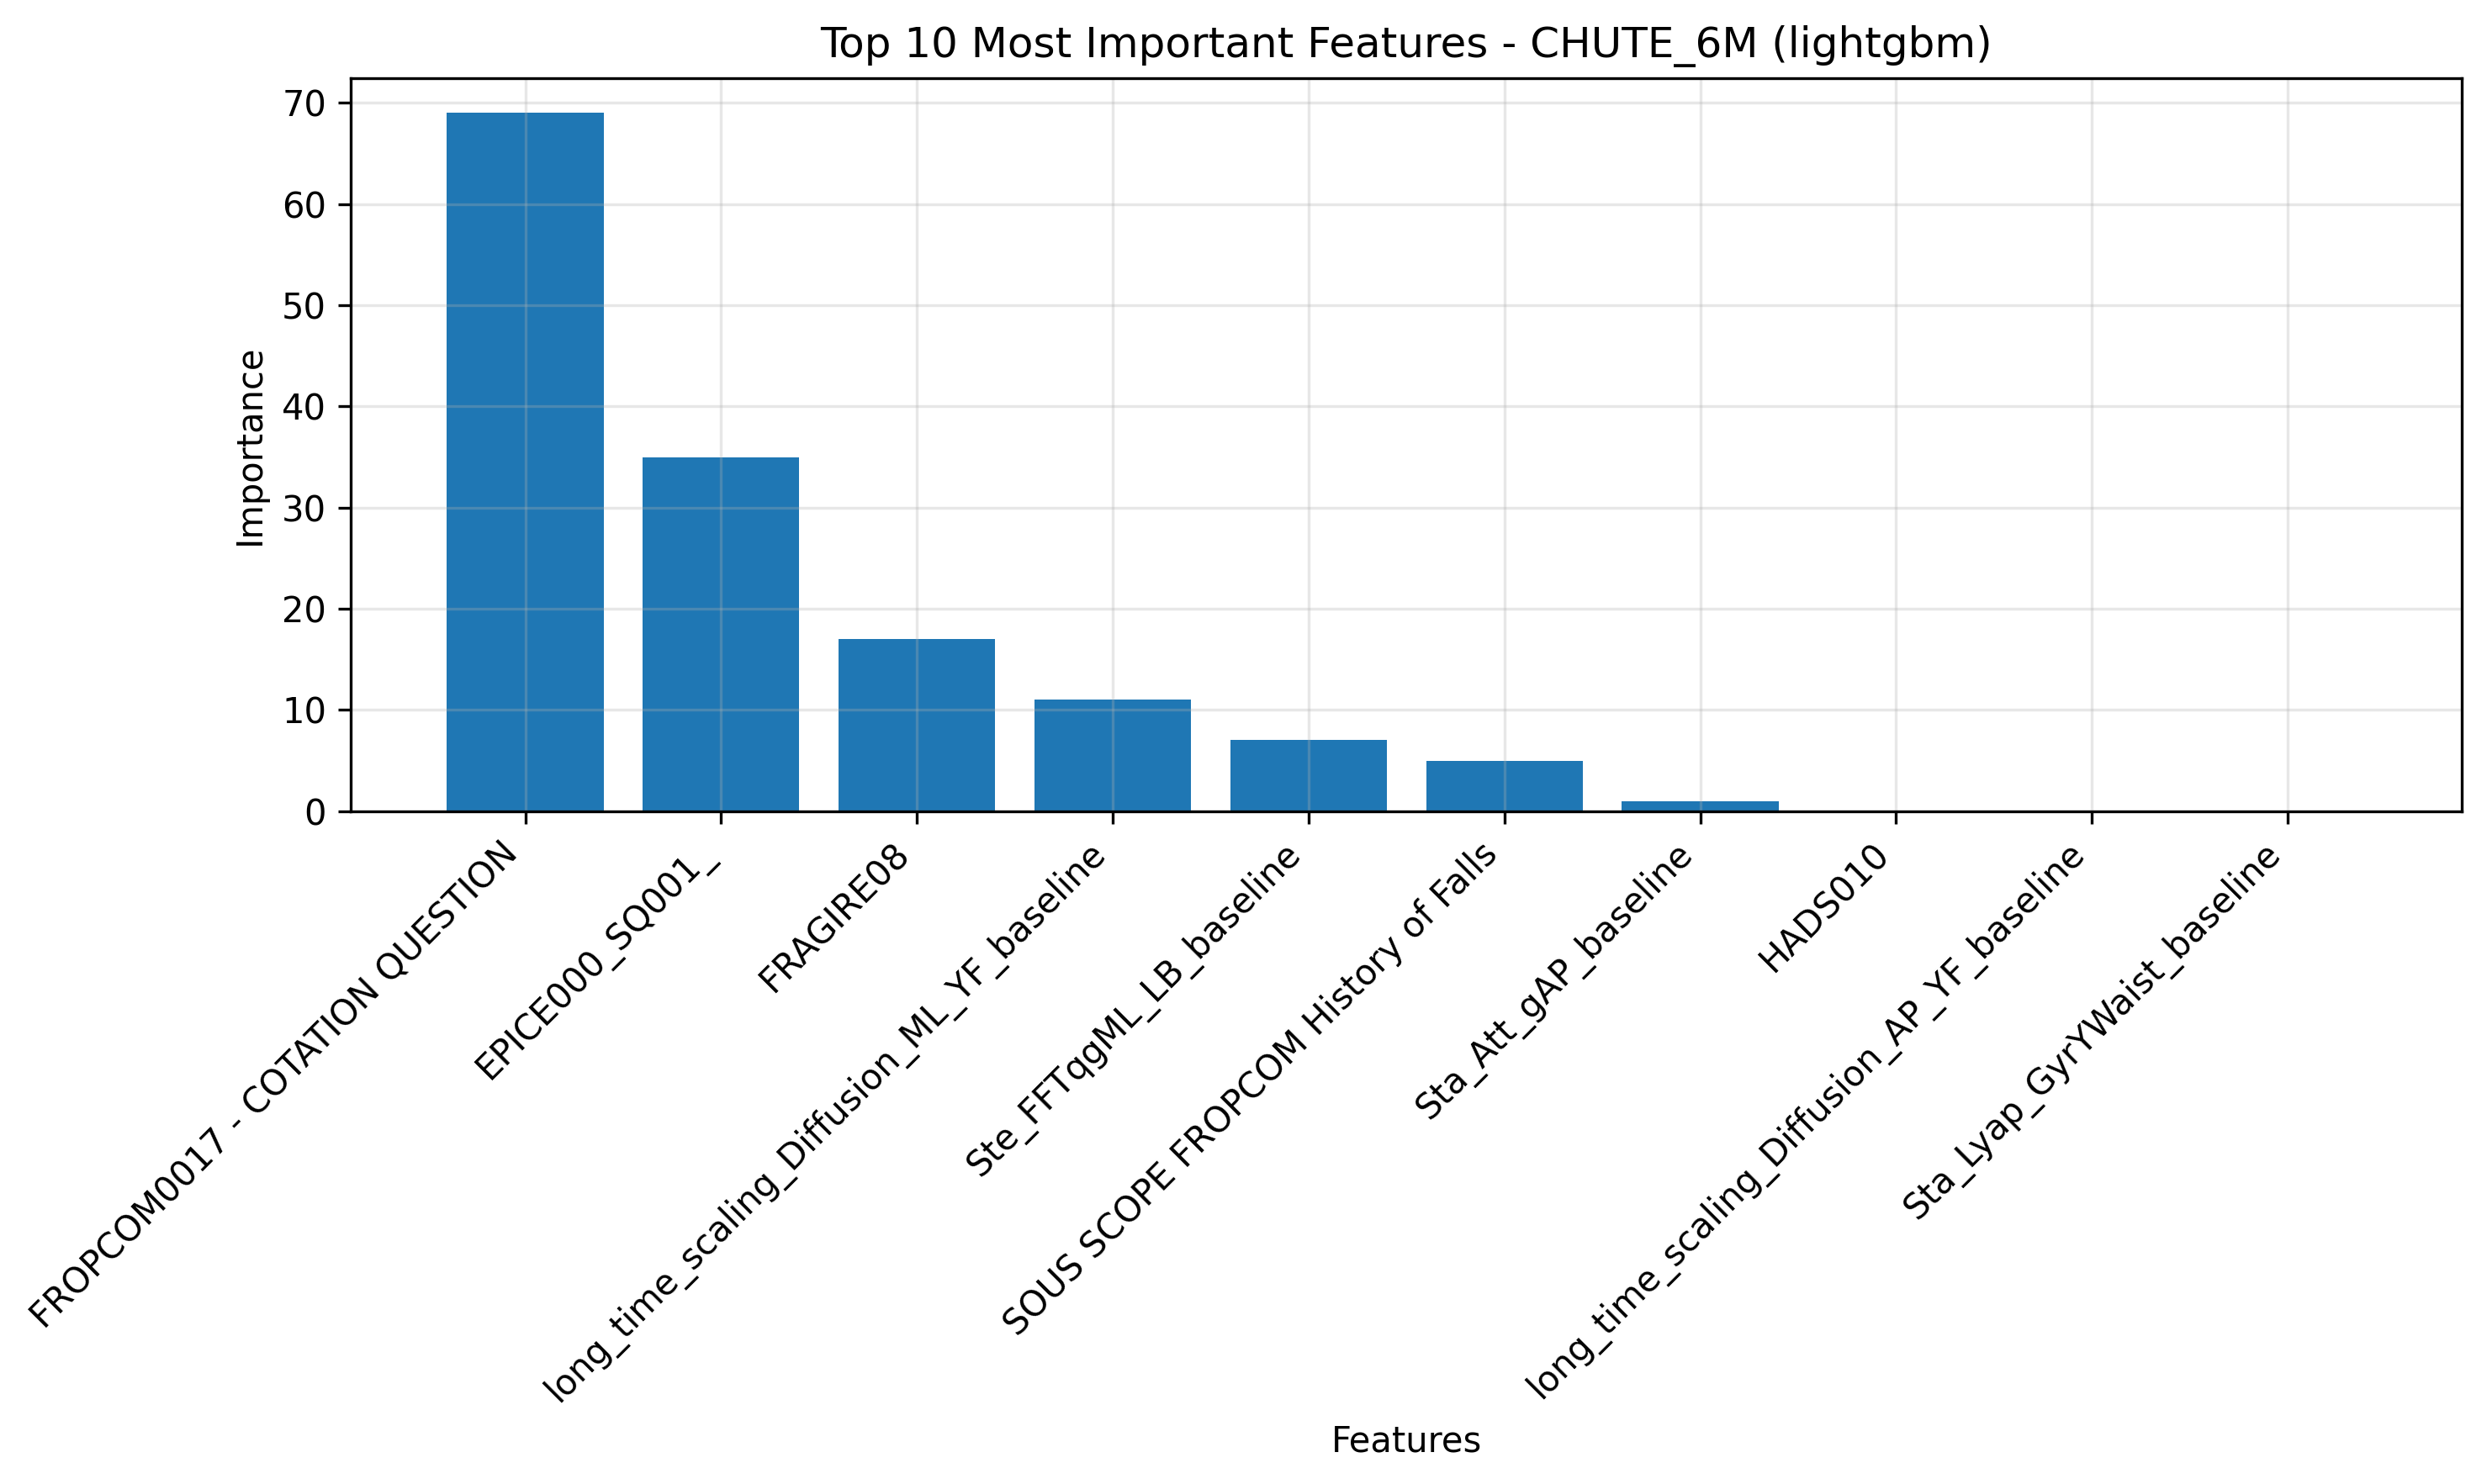 Top 10 Most Important Features - CHUTE_6M (lightgbm)
Importance
70
60
50
40
30
20
10
0
FROPCOM0017 - COTATION QUESTION
EPICE000_SQ001_
FRAGIRE08
long_time_scaling_Diffusion_ML_YF_baseline
Ste_FFTqgML_LB_baseline
SOUS SCOPE FROPCOM History of Falls
Sta_Att_gAP_baseline
HADS010
long_time_scaling_Diffusion_AP_YF_baseline
Sta_Lyap_GyrYWaist_baseline
Features